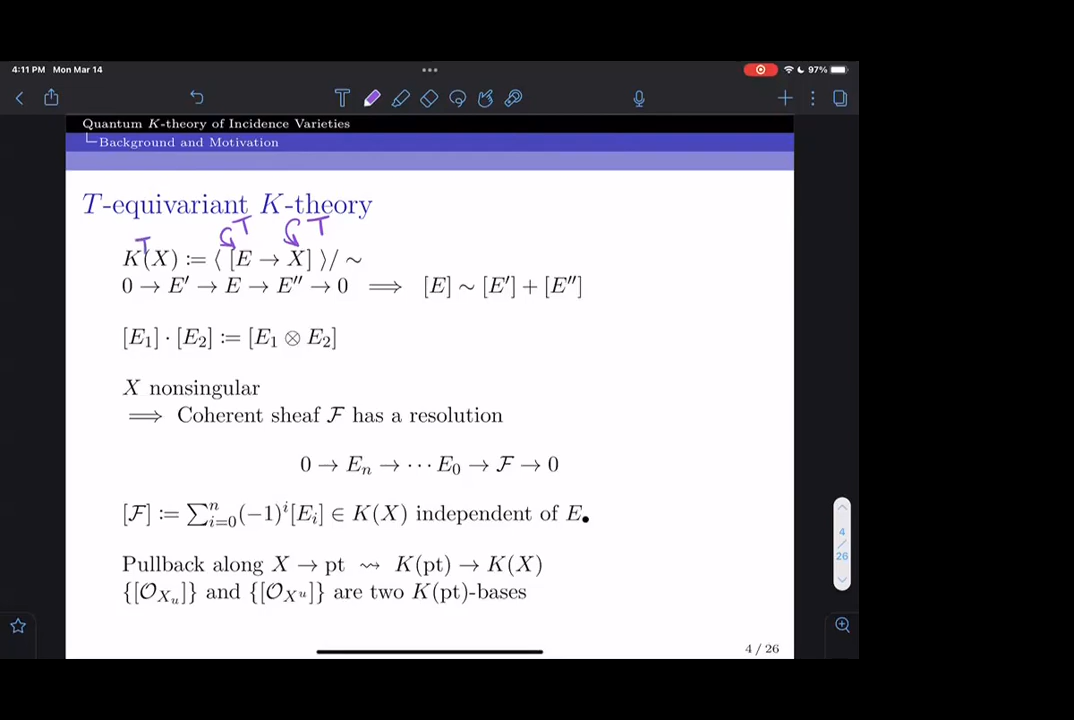 4:11 PM Mon Mar 14
97%
Quantum K-theory of Incidence Varieties
Background and Motivation
T-equivariant K-theory
T T T
K(X) := ⟨ [E → X] ⟩/ ∼
0 → E′ → E → E″ → 0 ⟹ [E] ∼ [E′] + [E″]
[E₁] · [E₂] := [E₁ ⊗ E₂]
X nonsingular
⟹ Coherent sheaf ℱ has a resolution
0 → Eₙ → ⋯ E₀ → ℱ → 0
[ℱ] := ∑ⁿᵢ₌₀(−1)ⁱ[Eᵢ] ∈ K(X) independent of E•
Pullback along X → pt ⇝ K(pt) → K(X)
{[𝒪_{X_u}]} and {[𝒪_{X^u}]} are two K(pt)-bases
4 / 26
4
/
26